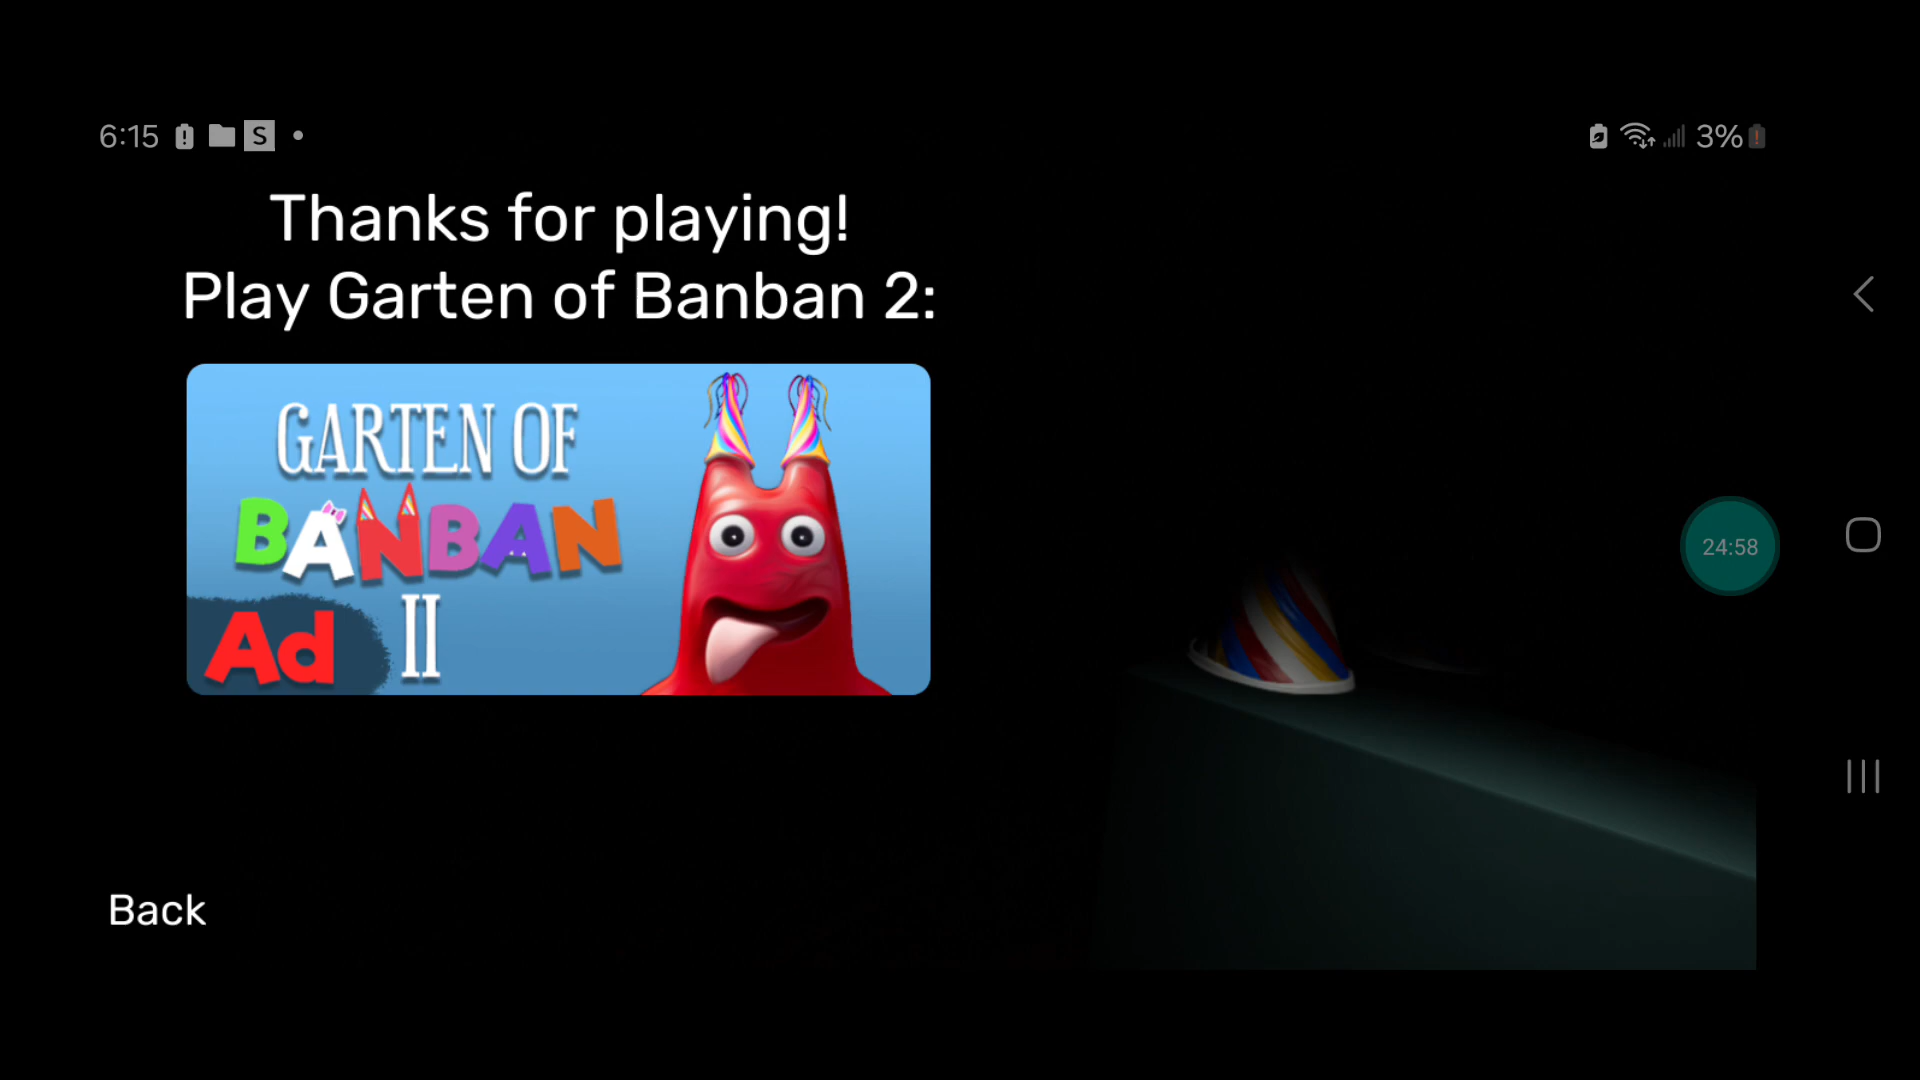 6:15 S 3%
Thanks for playing!
Play Garten of Banban 2:
GARTEN OF
BANBAN
II
Ad
24:58
Back